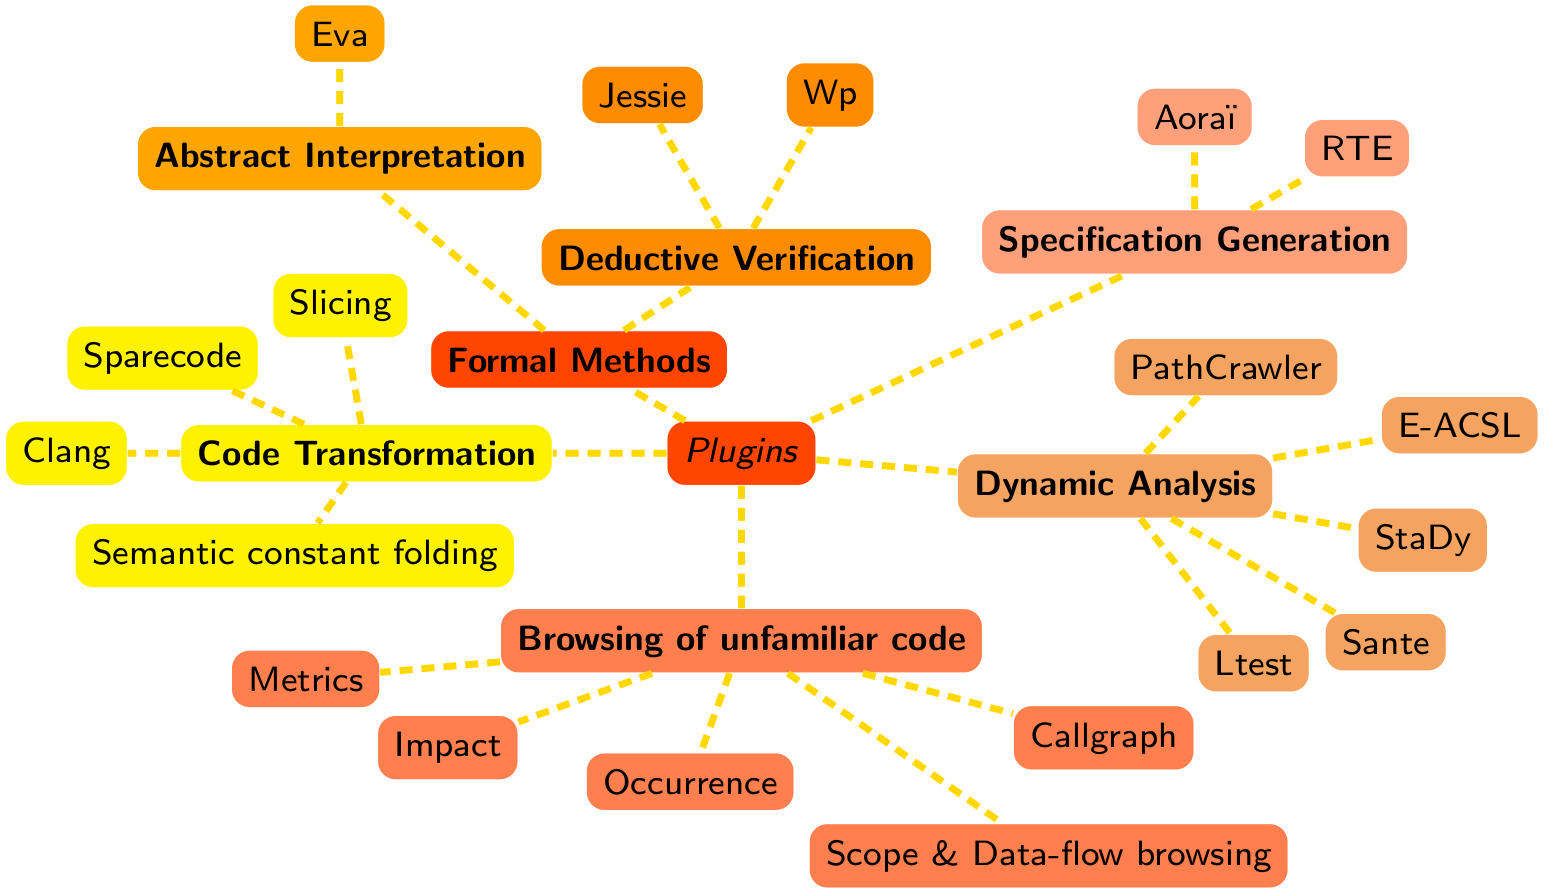 Eva
Jessie
Wp
Aoraï
RTE
Abstract Interpretation
Deductive Verification
Specification Generation
Slicing
Sparecode
Formal Methods
PathCrawler
E-ACSL
Clang
Code Transformation
Plugins
Dynamic Analysis
StaDy
Semantic constant folding
Browsing of unfamiliar code
Sante
Ltest
Metrics
Impact
Callgraph
Occurrence
Scope & Data-flow browsing